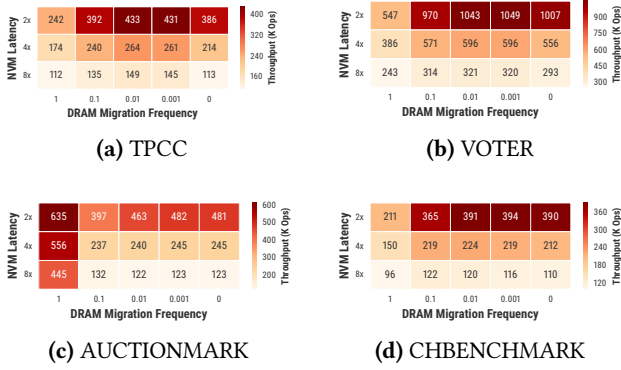 NVM Latency
2x 242 392 433 431 386
4x 174 240 264 261 214
8x 112 135 149 145 113
1 0.1 0.01 0.001 0
DRAM Migration Frequency
400
320
240
160
Throughput (K Ops)
(a) TPCC
NVM Latency
2x 547 970 1043 1049 1007
4x 386 571 596 596 556
8x 243 314 321 320 293
1 0.1 0.01 0.001 0
DRAM Migration Frequency
900
750
600
450
300
Throughput (K Ops)
(b) VOTER
NVM Latency
2x 635 397 463 482 481
4x 556 237 240 245 245
8x 445 132 122 123 123
1 0.1 0.01 0.001 0
DRAM Migration Frequency
600
500
400
300
200
Throughput (K Ops)
(c) AUCTIONMARK
NVM Latency
2x 211 365 391 394 390
4x 150 219 224 219 212
8x 96 122 120 116 110
1 0.1 0.01 0.001 0
DRAM Migration Frequency
360
300
240
180
120
Throughput (K Ops)
(d) CHBENCHMARK